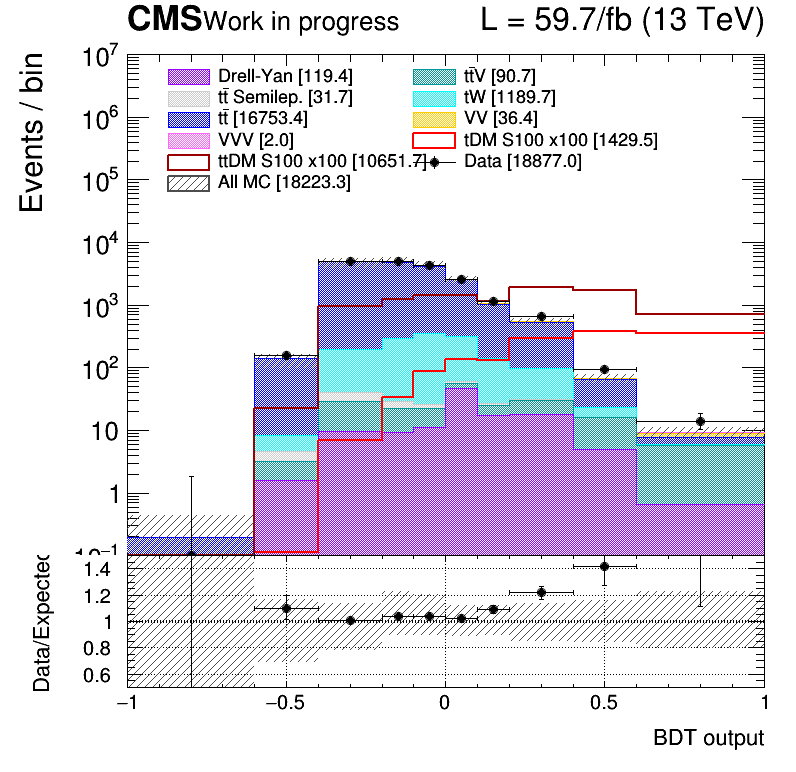 CMS Work in progress L = 59.7/fb (13 TeV)
Events / bin
10⁷
10⁶
10⁵
10⁴
10³
10²
10
1
10⁻¹
Drell-Yan [119.4] tt̄V [90.7]
tt̄ Semilep. [31.7] tW [1189.7]
tt̄ [16753.4] VV [36.4]
VVV [2.0] tDM S100 x100 [1429.5]
ttDM S100 x100 [10651.7] Data [18877.0]
All MC [18223.3]
Data/Expected
1.4
1.2
1
0.8
0.6
−1 −0.5 0 0.5 1
BDT output